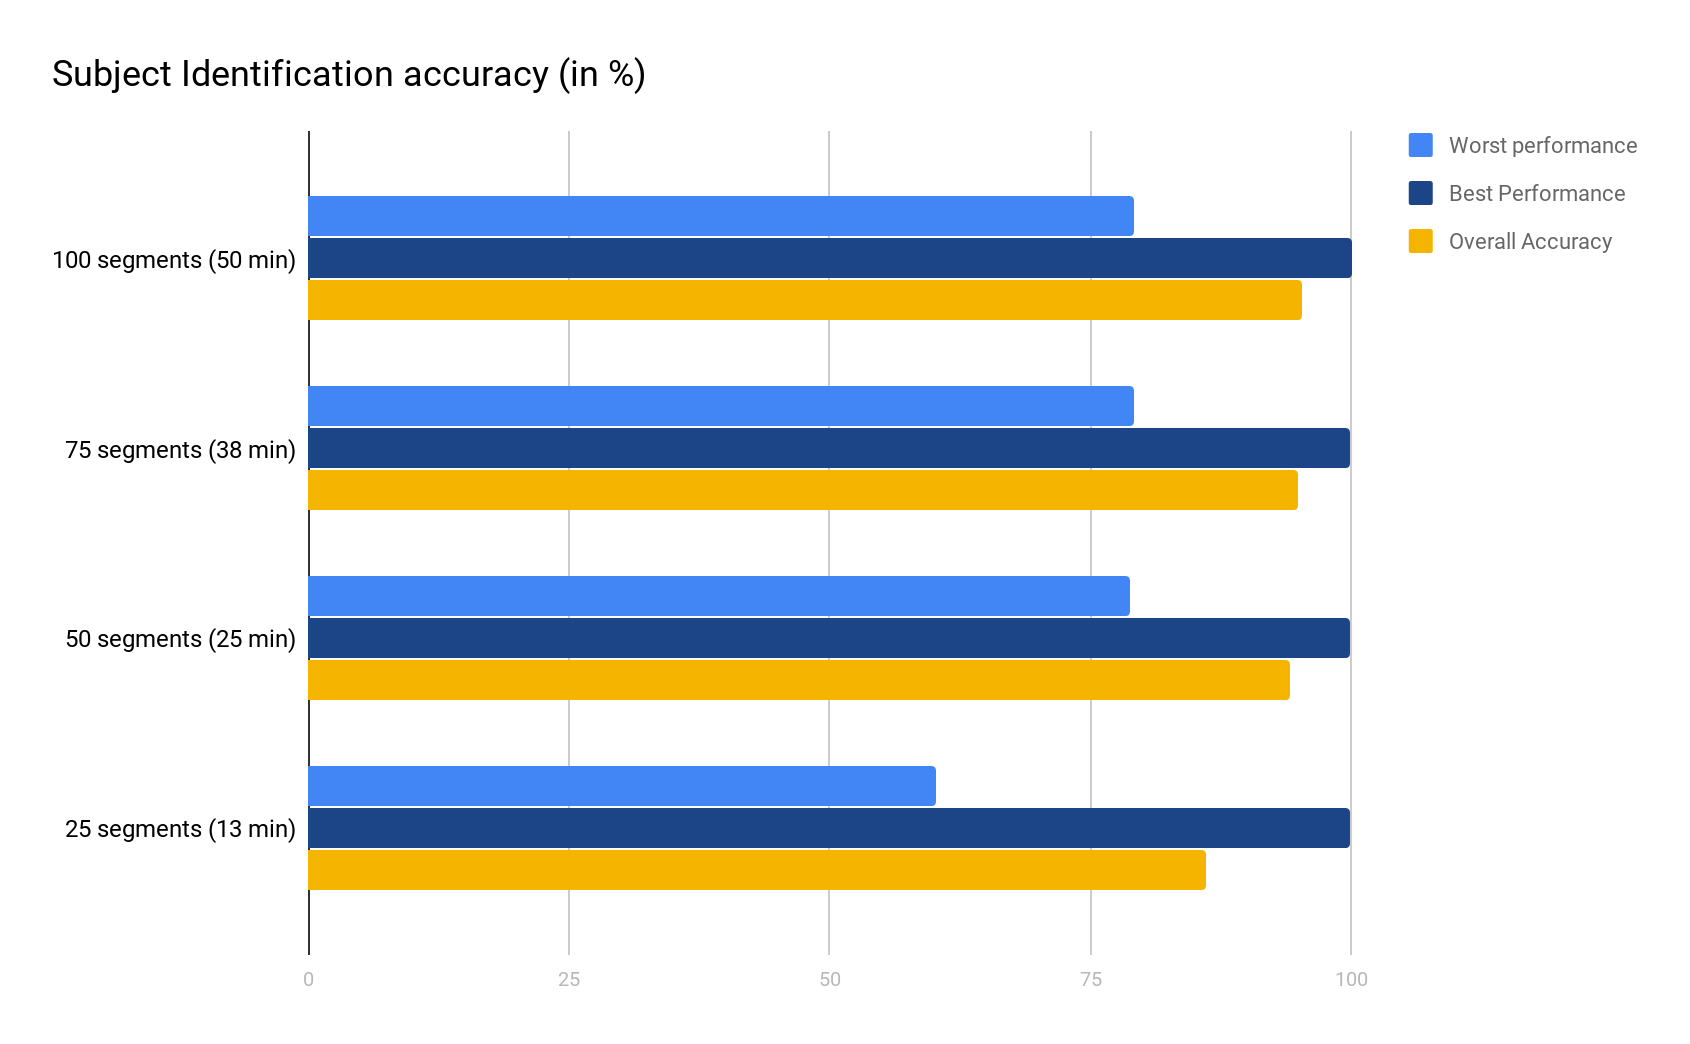 Subject Identification accuracy (in %)
Worst performance
Best Performance
Overall Accuracy
100 segments (50 min)
75 segments (38 min)
50 segments (25 min)
25 segments (13 min)
0 25 50 75 100